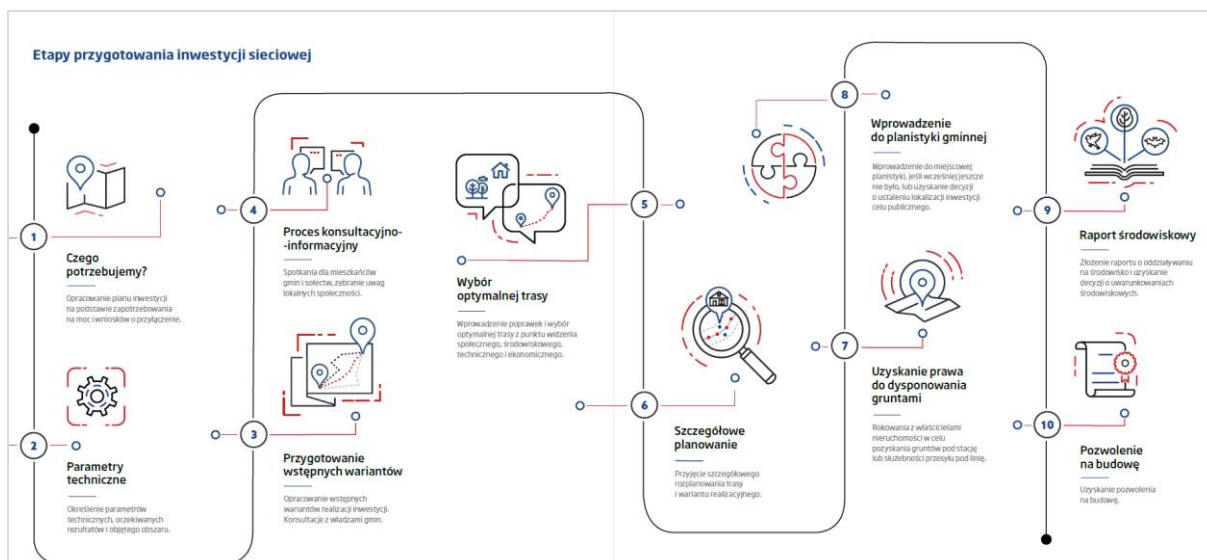 Etapy przygotowania inwestycji sieciowej
1
Czego
potrzebujemy?
Opracowanie planu inwestycji
na podstawie zapotrzebowania
na moc i wniosków o przyłączenie.
2
Parametry
techniczne
Określenie parametrów
technicznych, oczekiwanych
rezultatów i objętego obszaru.
3
Przygotowanie
wstępnych wariantów
Opracowanie wstępnych
wariantów realizacji inwestycji.
Konsultacje z władzami gmin.
4
Proces konsultacyjno-
-informacyjny
Spotkania dla mieszkańców
gmin i sołectw, zebranie uwag
lokalnych społeczności.
5
Wybór
optymalnej trasy
Wprowadzenie poprawek i wybór
optymalnej trasy z punktu widzenia
społecznego, środowiskowego,
technicznego i ekonomicznego.
6
Szczegółowe
planowanie
Przyjęcie szczegółowego
rozplanowania trasy
i wariantu realizacyjnego.
7
Uzyskanie prawa
do dysponowania
gruntami
Rokowania z właścicielami
nieruchomości w celu
pozyskania gruntów pod stację
lub służebności przesyłu pod linię.
8
Wprowadzenie
do planistyki gminnej
Wprowadzenie do miejscowej
planistyki, jeśli wcześniej jeszcze
nie było, lub uzyskanie decyzji
o ustaleniu lokalizacji inwestycji
celu publicznego.
9
Raport środowiskowy
Złożenie raportu o oddziaływaniu
na środowisko i uzyskanie
decyzji o uwarunkowaniach
środowiskowych.
10
Pozwolenie
na budowę
Uzyskanie pozwolenia
na budowę.